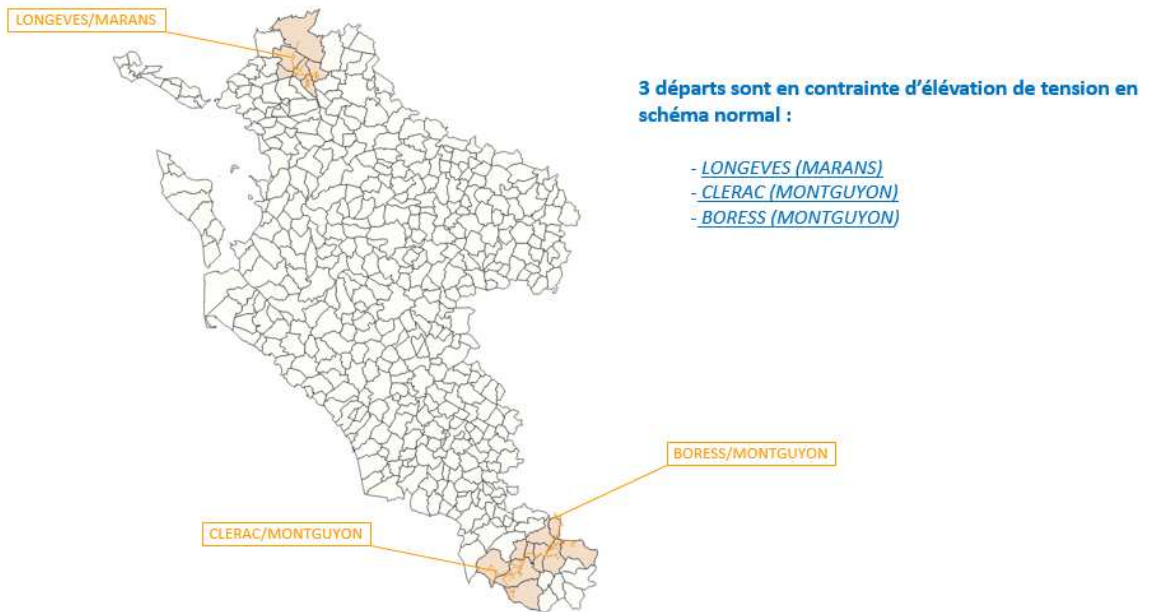 LONGEVES/MARANS
3 départs sont en contrainte d'élévation de tension en
schéma normal :
- LONGEVES (MARANS)
- CLERAC (MONTGUYON)
- BORESS (MONTGUYON)
BORESS/MONTGUYON
CLERAC/MONTGUYON